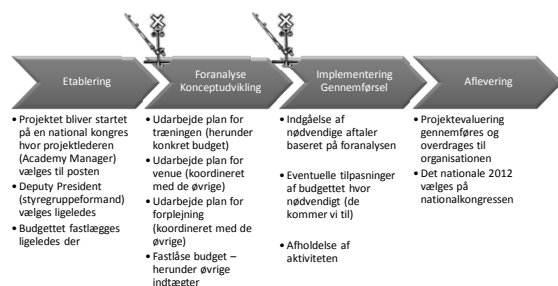 Etablering
Foranalyse
Konceptudvikling
Implementering
Gennemførsel
Aflevering
• Projektet bliver startet
på en national kongres
hvor projektlederen
(Academy Manager)
vælges til posten
• Deputy President
(styregruppeformand)
vælges ligeledes
• Budgettet fastlægges
ligeledes der
• Udarbejde plan for
træningen (herunder
konkret budget)
• Udarbejde plan for
venue (koordineret
med de øvrige)
• Udarbejde plan for
forplejning
(koordineret med de
øvrige)
• Fastlåse budget –
herunder øvrige
indtægter
• Indgåelse af
nødvendige aftaler
baseret på foranalysen
• Eventuelle tilpasninger
af budgettet hvor
nødvendigt (de
kommer vi til)
• Afholdelse af
aktiviteten
• Projektevaluering
gennemføres og
overdrages til
organisationen
• Det nationale 2012
vælges på
nationalkongressen